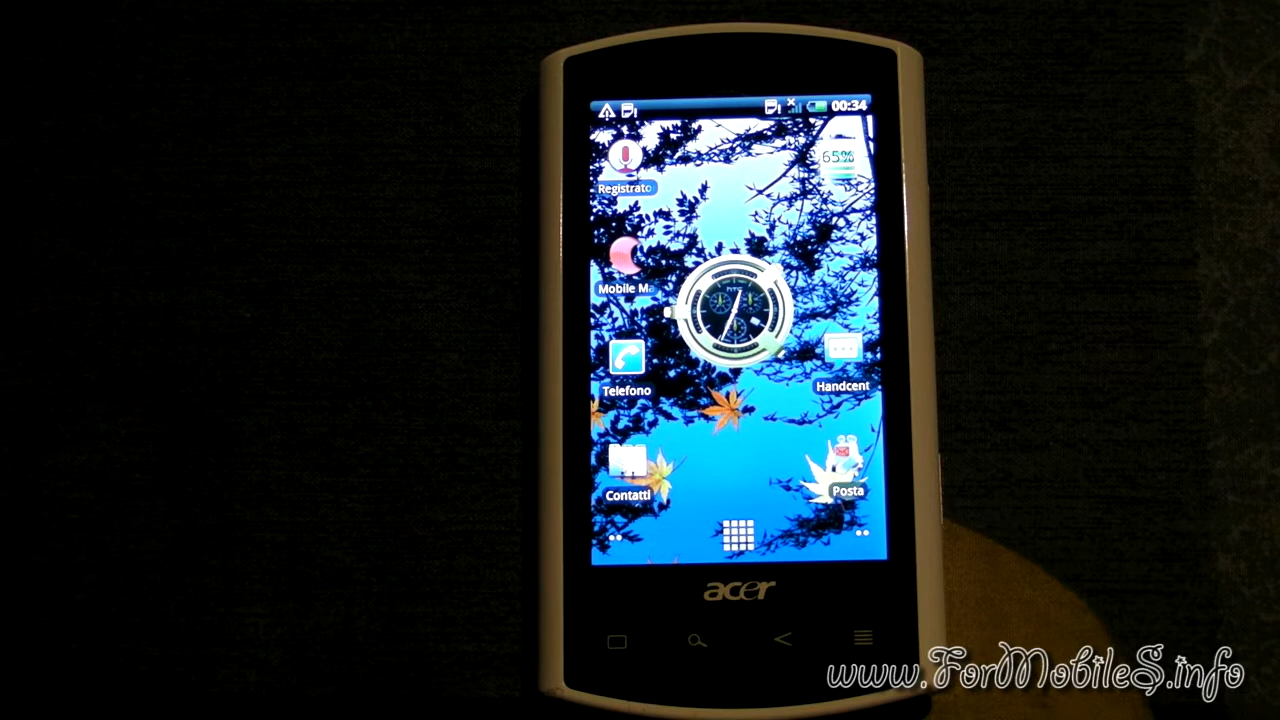 00:34
65%
Registrato
Mobile Ma
Telefono
Handcent
Contatti
Posta
acer
www.ForMobileS.info